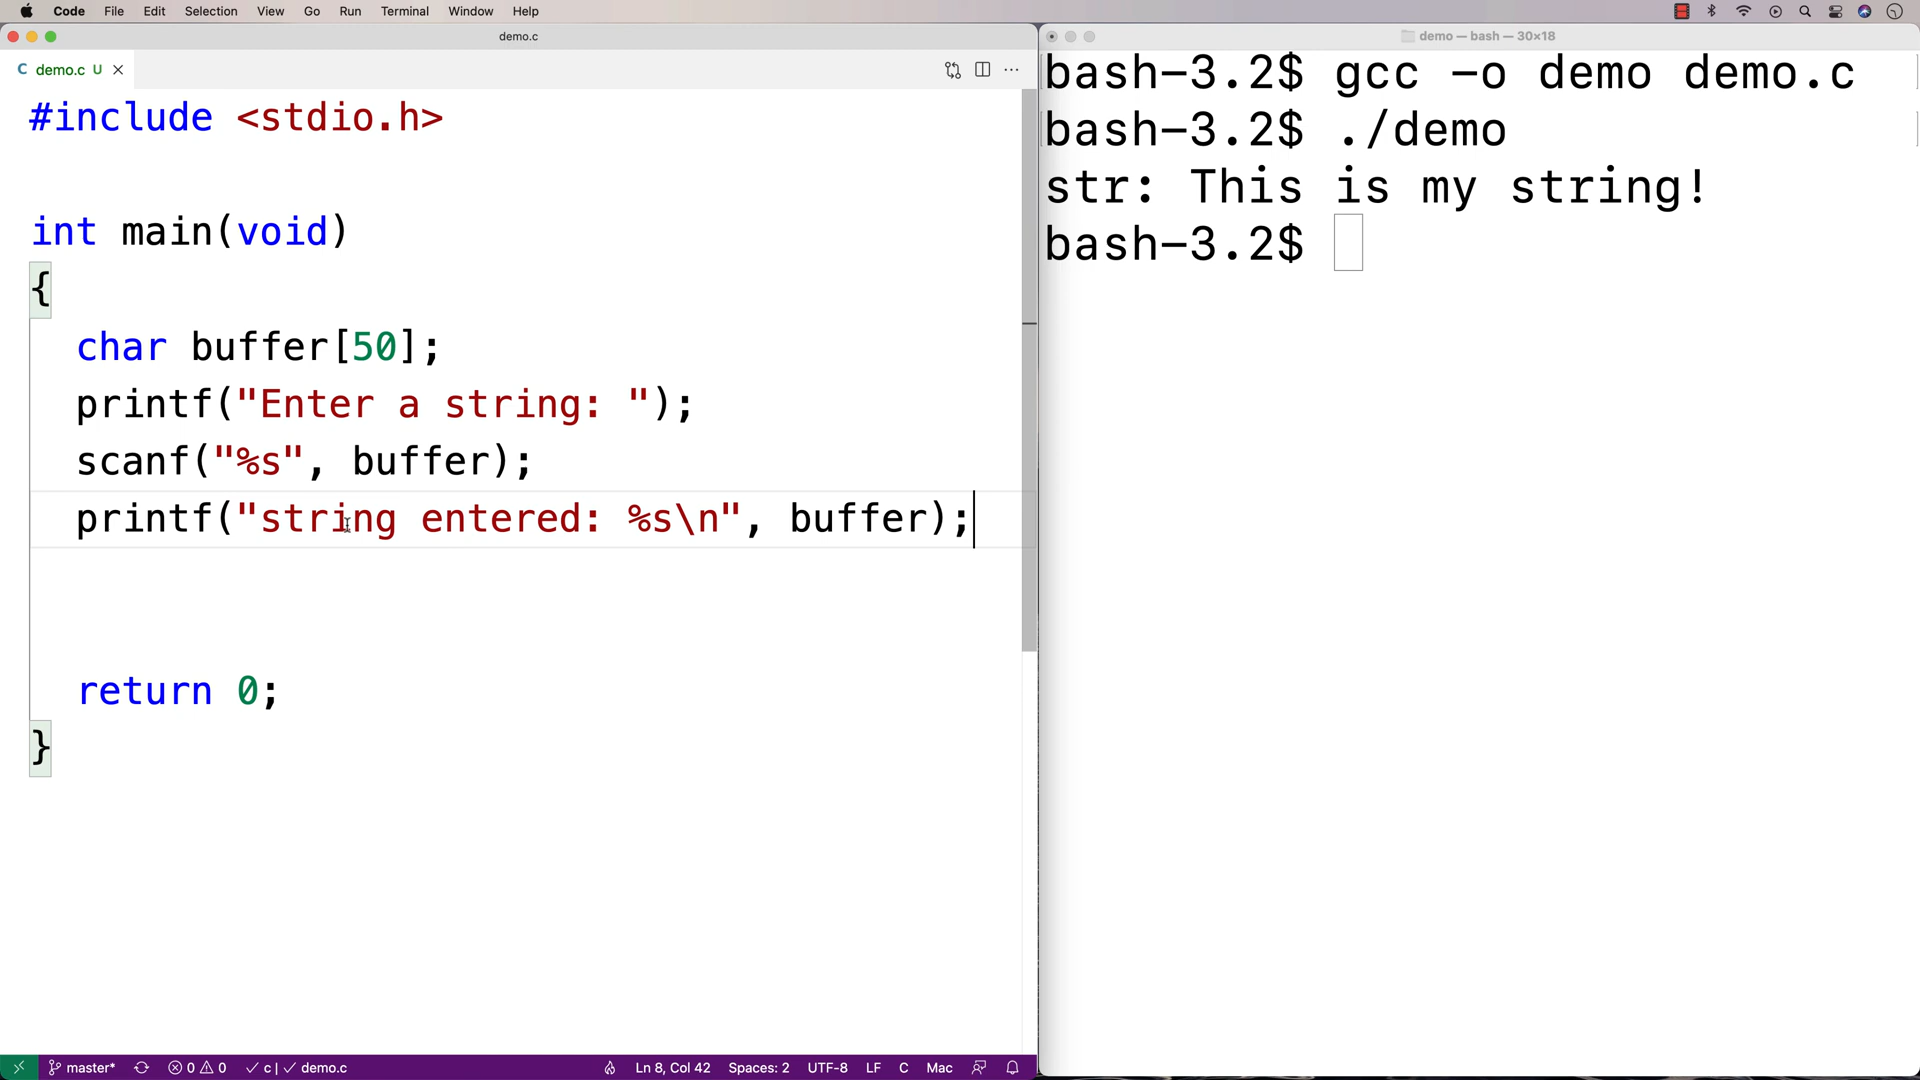 Code File Edit Selection View Go Run Terminal Window Help
demo.c
C demo.c U
#include <stdio.h>
int main(void)
{
char buffer[50];
printf("Enter a string: ");
scanf("%s", buffer);
printf("string entered: %s\n", buffer);
return 0;
}
master* 0 0 c | demo.c Ln 8, Col 42 Spaces: 2 UTF-8 LF C Mac
demo — bash — 30×18
bash-3.2$ gcc -o demo demo.c
bash-3.2$ ./demo
str: This is my string!
bash-3.2$